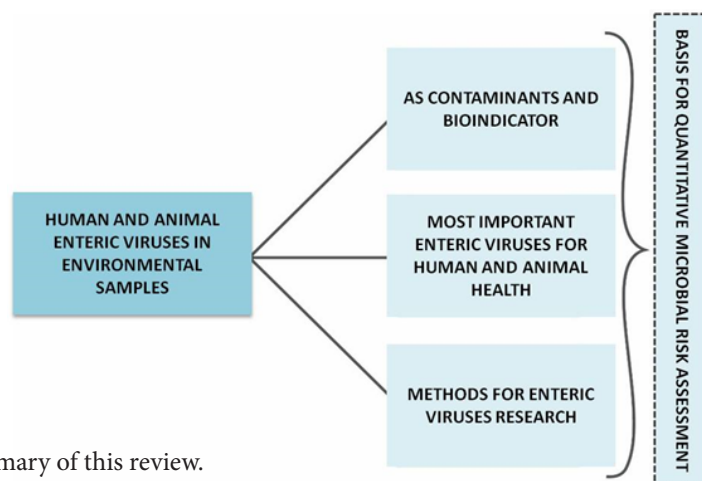 HUMAN AND ANIMAL
ENTERIC VIRUSES IN
ENVIRONMENTAL
SAMPLES
AS CONTAMINANTS AND
BIOINDICATOR
MOST IMPORTANT
ENTERIC VIRUSES FOR
HUMAN AND ANIMAL
HEALTH
METHODS FOR ENTERIC
VIRUSES RESEARCH
BASIS FOR QUANTITATIVE MICROBIAL RISK ASSESSMENT
of this review.